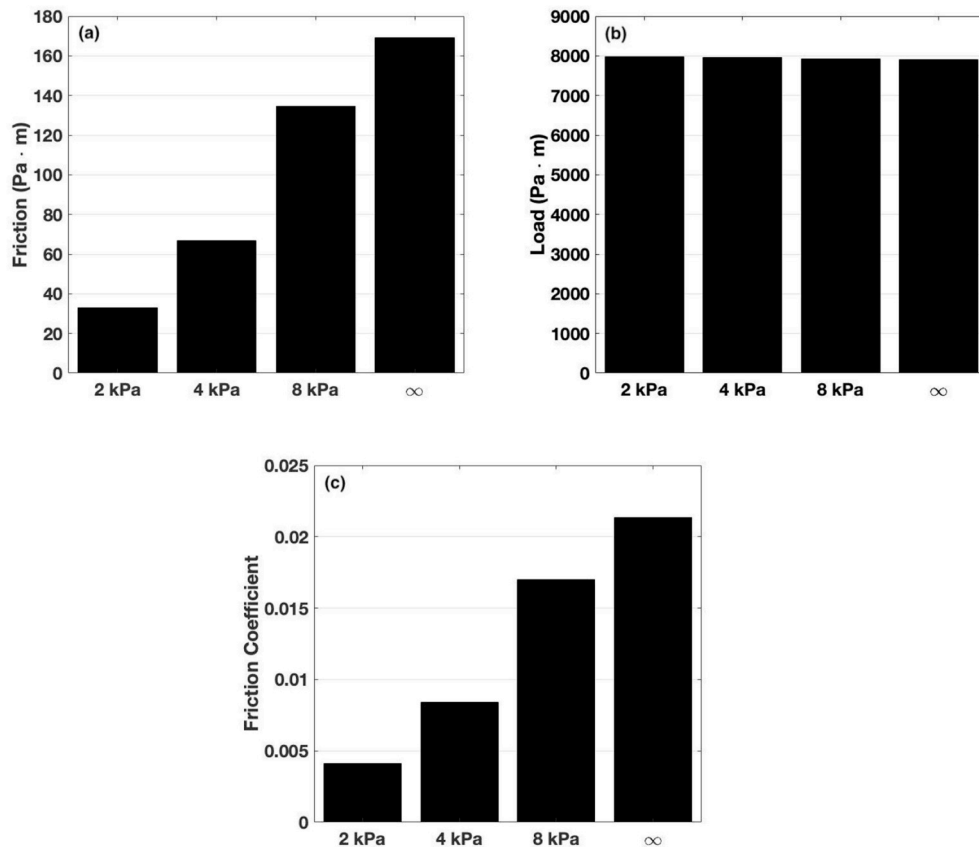 (a)
Friction (Pa · m)
180
160
140
120
100
80
60
40
20
0
2 kPa 4 kPa 8 kPa ∞
(b)
Load (Pa · m)
9000
8000
7000
6000
5000
4000
3000
2000
1000
0
2 kPa 4 kPa 8 kPa ∞
(c)
Friction Coefficient
0.025
0.02
0.015
0.01
0.005
0
2 kPa 4 kPa 8 kPa ∞